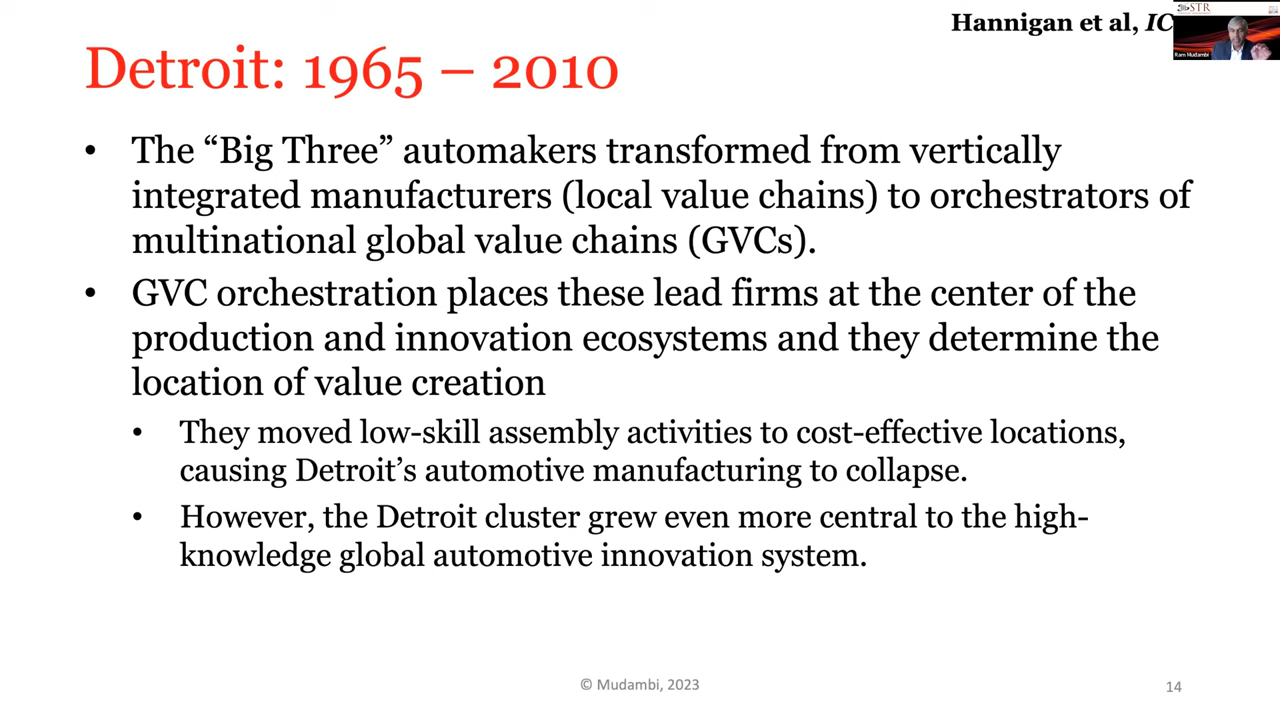 Hannigan et al, IC
STR
Ram Mudambi
Detroit: 1965 – 2010
• The “Big Three” automakers transformed from vertically
integrated manufacturers (local value chains) to orchestrators of
multinational global value chains (GVCs).
• GVC orchestration places these lead firms at the center of the
production and innovation ecosystems and they determine the
location of value creation
• They moved low-skill assembly activities to cost-effective locations,
causing Detroit’s automotive manufacturing to collapse.
• However, the Detroit cluster grew even more central to the high-
knowledge global automotive innovation system.
© Mudambi, 2023
14